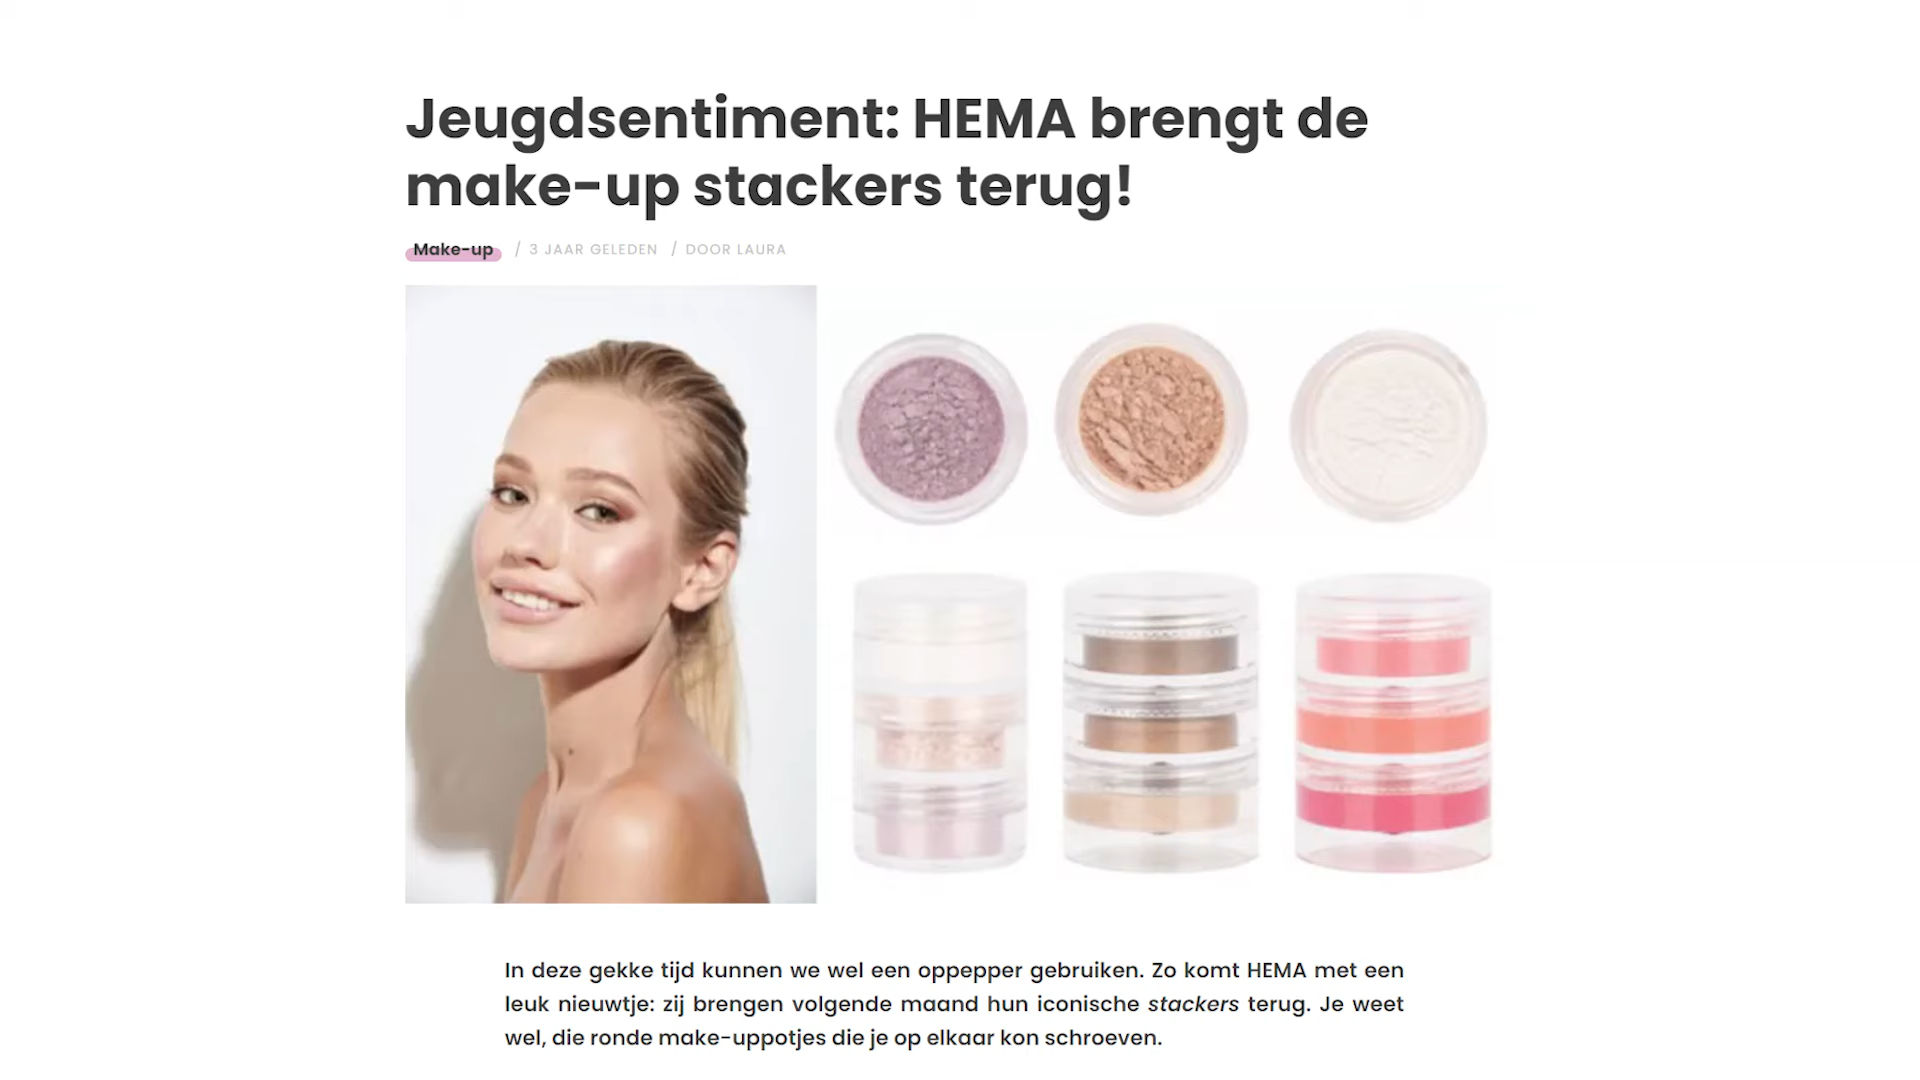 Jeugdsentiment: HEMA brengt de
make-up stackers terug!
Make-up / 3 JAAR GELEDEN / DOOR LAURA
In deze gekke tijd kunnen we wel een oppepper gebruiken. Zo komt HEMA met een
leuk nieuwtje: zij brengen volgende maand hun iconische stackers terug. Je weet
wel, die ronde make-uppotjes die je op elkaar kon schroeven.